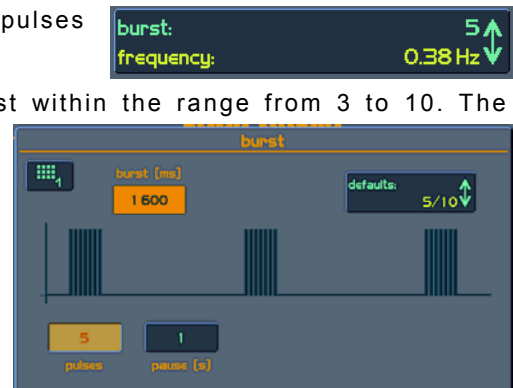 pulses
burst: 5
frequency: 0.38 Hz
st within the range from 3 to 10. The
burst
1
burst [ms]
1 600
defaults:
5/10
5
1
pulses
pause [s]